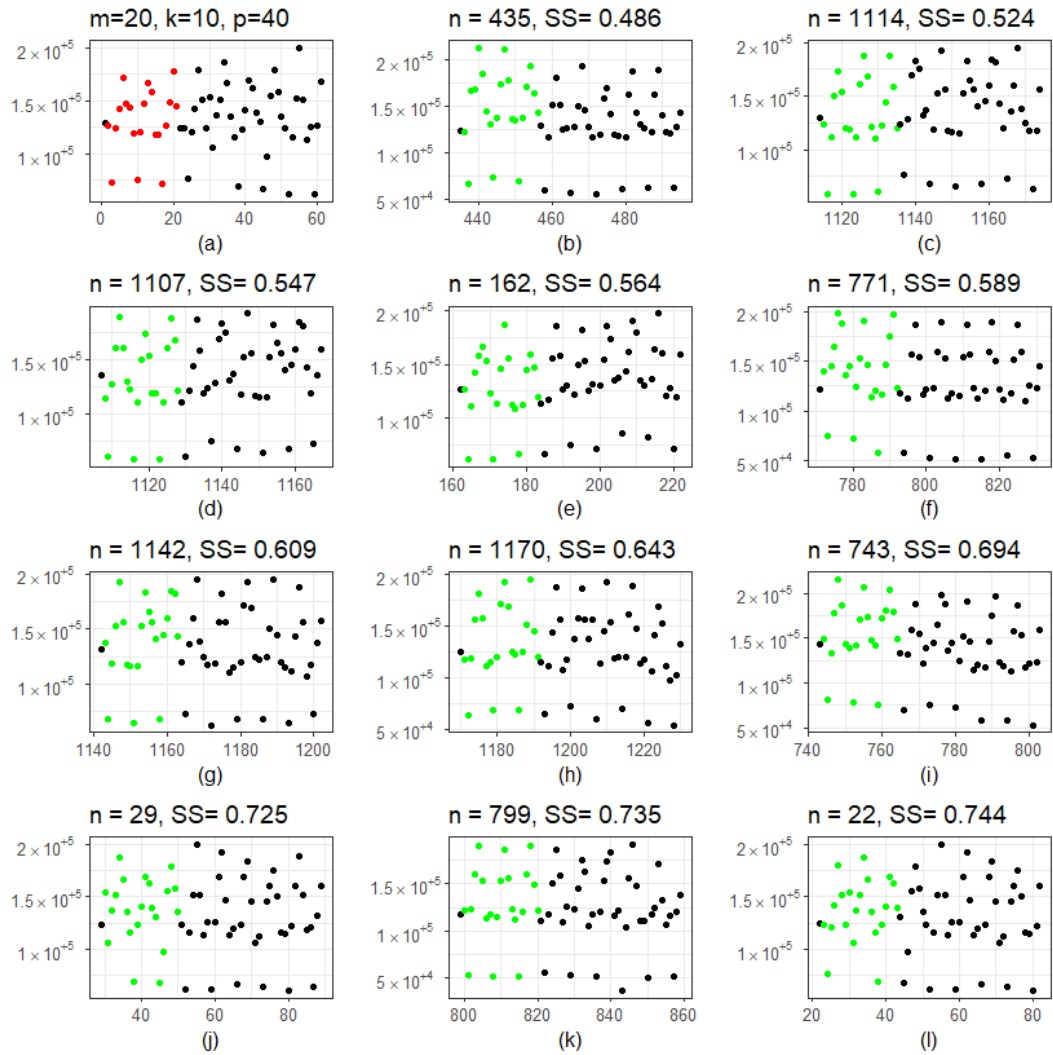 m=20, k=10, p=40
n = 435, SS= 0.486
n = 1114, SS= 0.524
2 × 10⁺⁵
1.5 × 10⁺⁵
1 × 10⁺⁵
0 20 40 60
(a)
2 × 10⁺⁵
1.5 × 10⁺⁵
1 × 10⁺⁵
5 × 10⁺⁴
440 460 480
(b)
1.5 × 10⁺⁵
1 × 10⁺⁵
1120 1140 1160
(c)
n = 1107, SS= 0.547
n = 162, SS= 0.564
n = 771, SS= 0.589
1.5 × 10⁺⁵
1 × 10⁺⁵
1120 1140 1160
(d)
1.5 × 10⁺⁵
1 × 10⁺⁵
160 180 200 220
(e)
2 × 10⁺⁵
1.5 × 10⁺⁵
1 × 10⁺⁵
5 × 10⁺⁴
780 800 820
(f)
n = 1142, SS= 0.609
n = 1170, SS= 0.643
n = 743, SS= 0.694
2 × 10⁺⁵
1.5 × 10⁺⁵
1 × 10⁺⁵
1140 1160 1180 1200
(g)
2 × 10⁺⁵
1.5 × 10⁺⁵
1 × 10⁺⁵
5 × 10⁺⁴
1180 1200 1220
(h)
2 × 10⁺⁵
1.5 × 10⁺⁵
1 × 10⁺⁵
740 760 780 800
(i)
n = 29, SS= 0.725
n = 799, SS= 0.735
n = 22, SS= 0.744
2 × 10⁺⁵
1.5 × 10⁺⁵
1 × 10⁺⁵
40 60 80
(j)
1.5 × 10⁺⁵
1 × 10⁺⁵
5 × 10⁺⁴
800 820 840 860
(k)
2 × 10⁺⁵
1.5 × 10⁺⁵
1 × 10⁺⁵
20 40 60 80
(l)